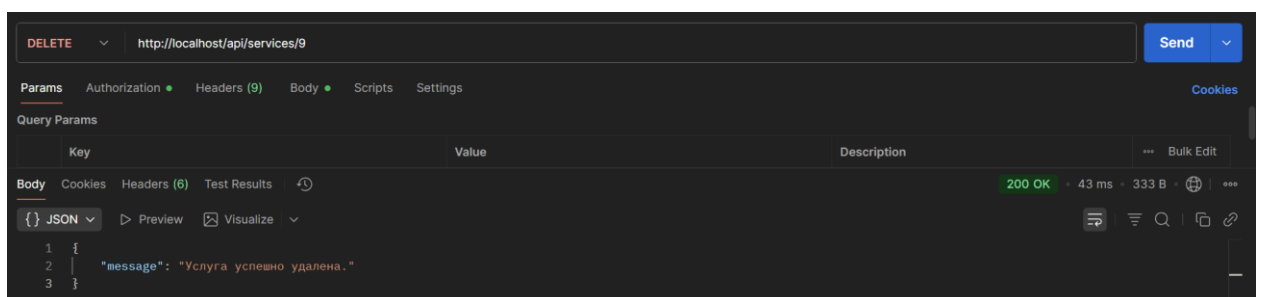 DELETE http://localhost/api/services/9 Send
Params Authorization Headers (9) Body Scripts Settings Cookies
Query Params
Key Value Description Bulk Edit
Body Cookies Headers (6) Test Results 200 OK 43 ms 333 B
{} JSON Preview Visualize
1 {
2 "message": "Услуга успешно удалена."
3 }